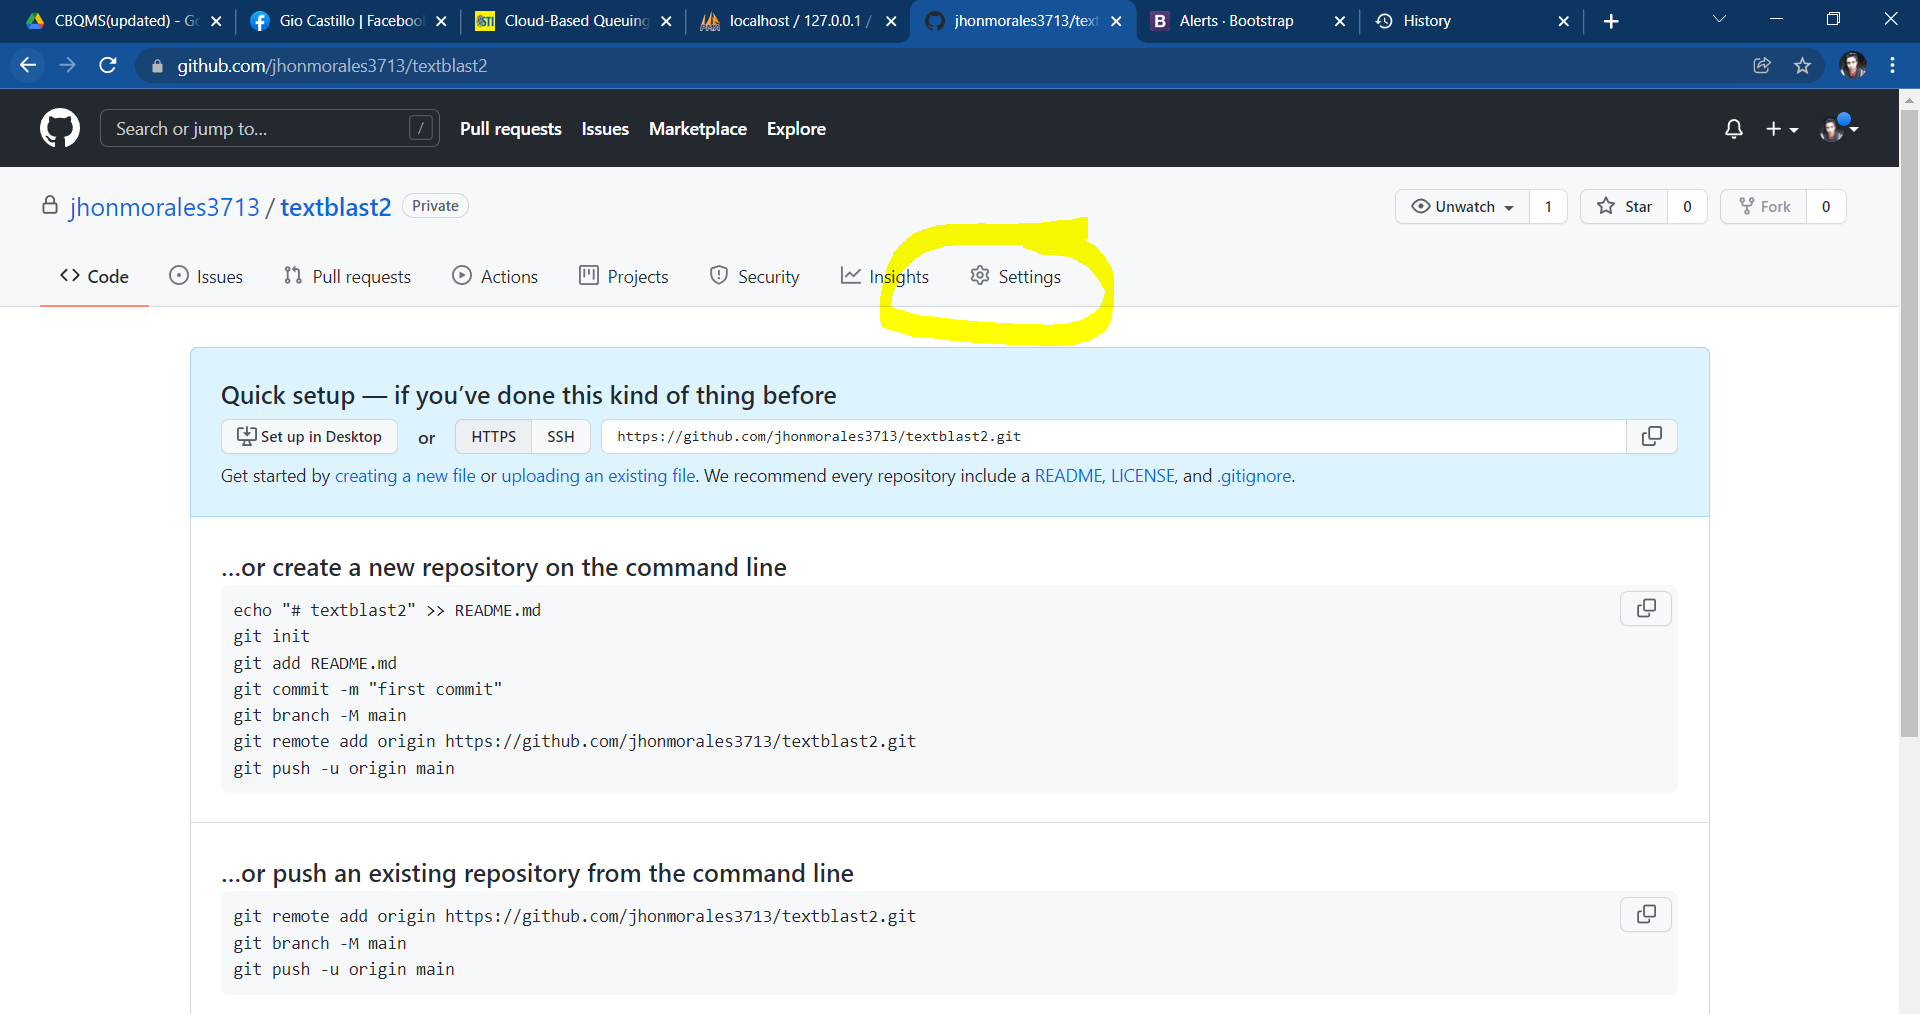 CBQMS(updated) - Go
Gio Castillo | Facebook
STI Cloud-Based Queuing
localhost / 127.0.0.1 /
jhonmorales3713/text
B Alerts · Bootstrap
History
github.com/jhonmorales3713/textblast2
Search or jump to... /
Pull requests Issues Marketplace Explore
jhonmorales3713 / textblast2 Private
Unwatch 1 Star 0 Fork 0
Code Issues Pull requests Actions Projects Security Insights Settings
Quick setup — if you’ve done this kind of thing before
Set up in Desktop or HTTPS SSH https://github.com/jhonmorales3713/textblast2.git
Get started by creating a new file or uploading an existing file. We recommend every repository include a README, LICENSE, and .gitignore.
…or create a new repository on the command line
echo "# textblast2" >> README.md
git init
git add README.md
git commit -m "first commit"
git branch -M main
git remote add origin https://github.com/jhonmorales3713/textblast2.git
git push -u origin main
…or push an existing repository from the command line
git remote add origin https://github.com/jhonmorales3713/textblast2.git
git branch -M main
git push -u origin main